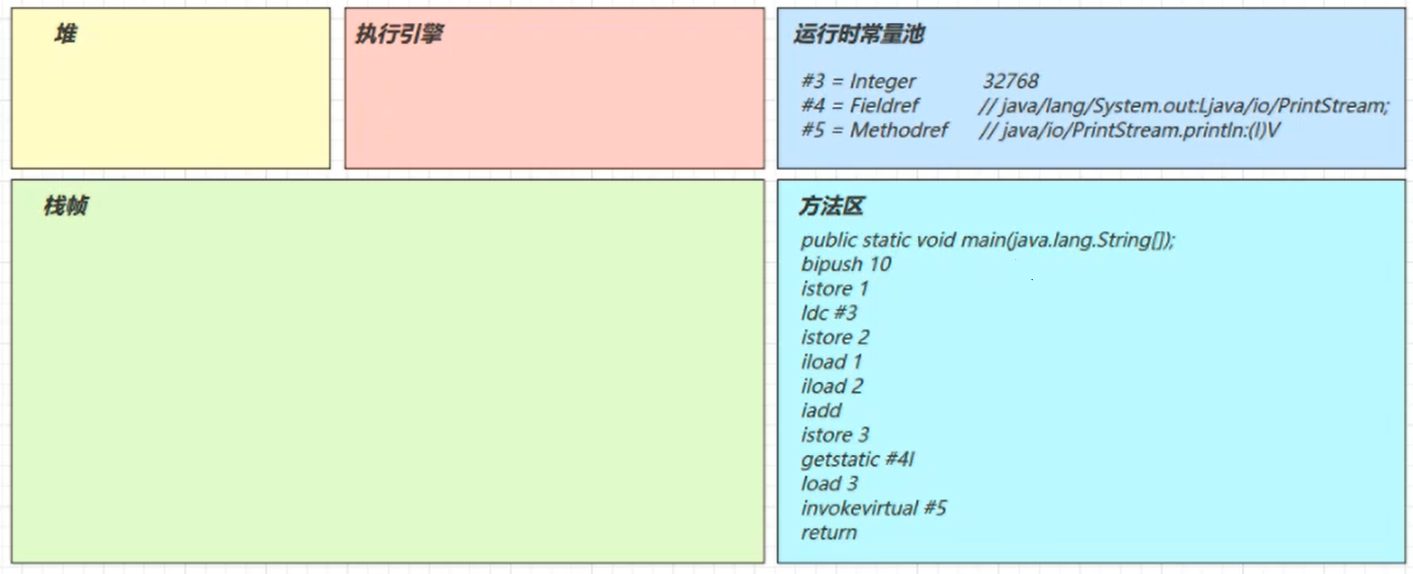 堆
执行引擎
运行时常量池
#3 = Integer 32768
#4 = Fieldref // java/lang/System.out:Ljava/io/PrintStream;
#5 = Methodref // java/io/PrintStream.println:(I)V
栈帧
方法区
public static void main(java.lang.String[]);
bipush 10
istore 1
ldc #3
istore 2
iload 1
iload 2
iadd
istore 3
getstatic #4I
load 3
invokevirtual #5
return